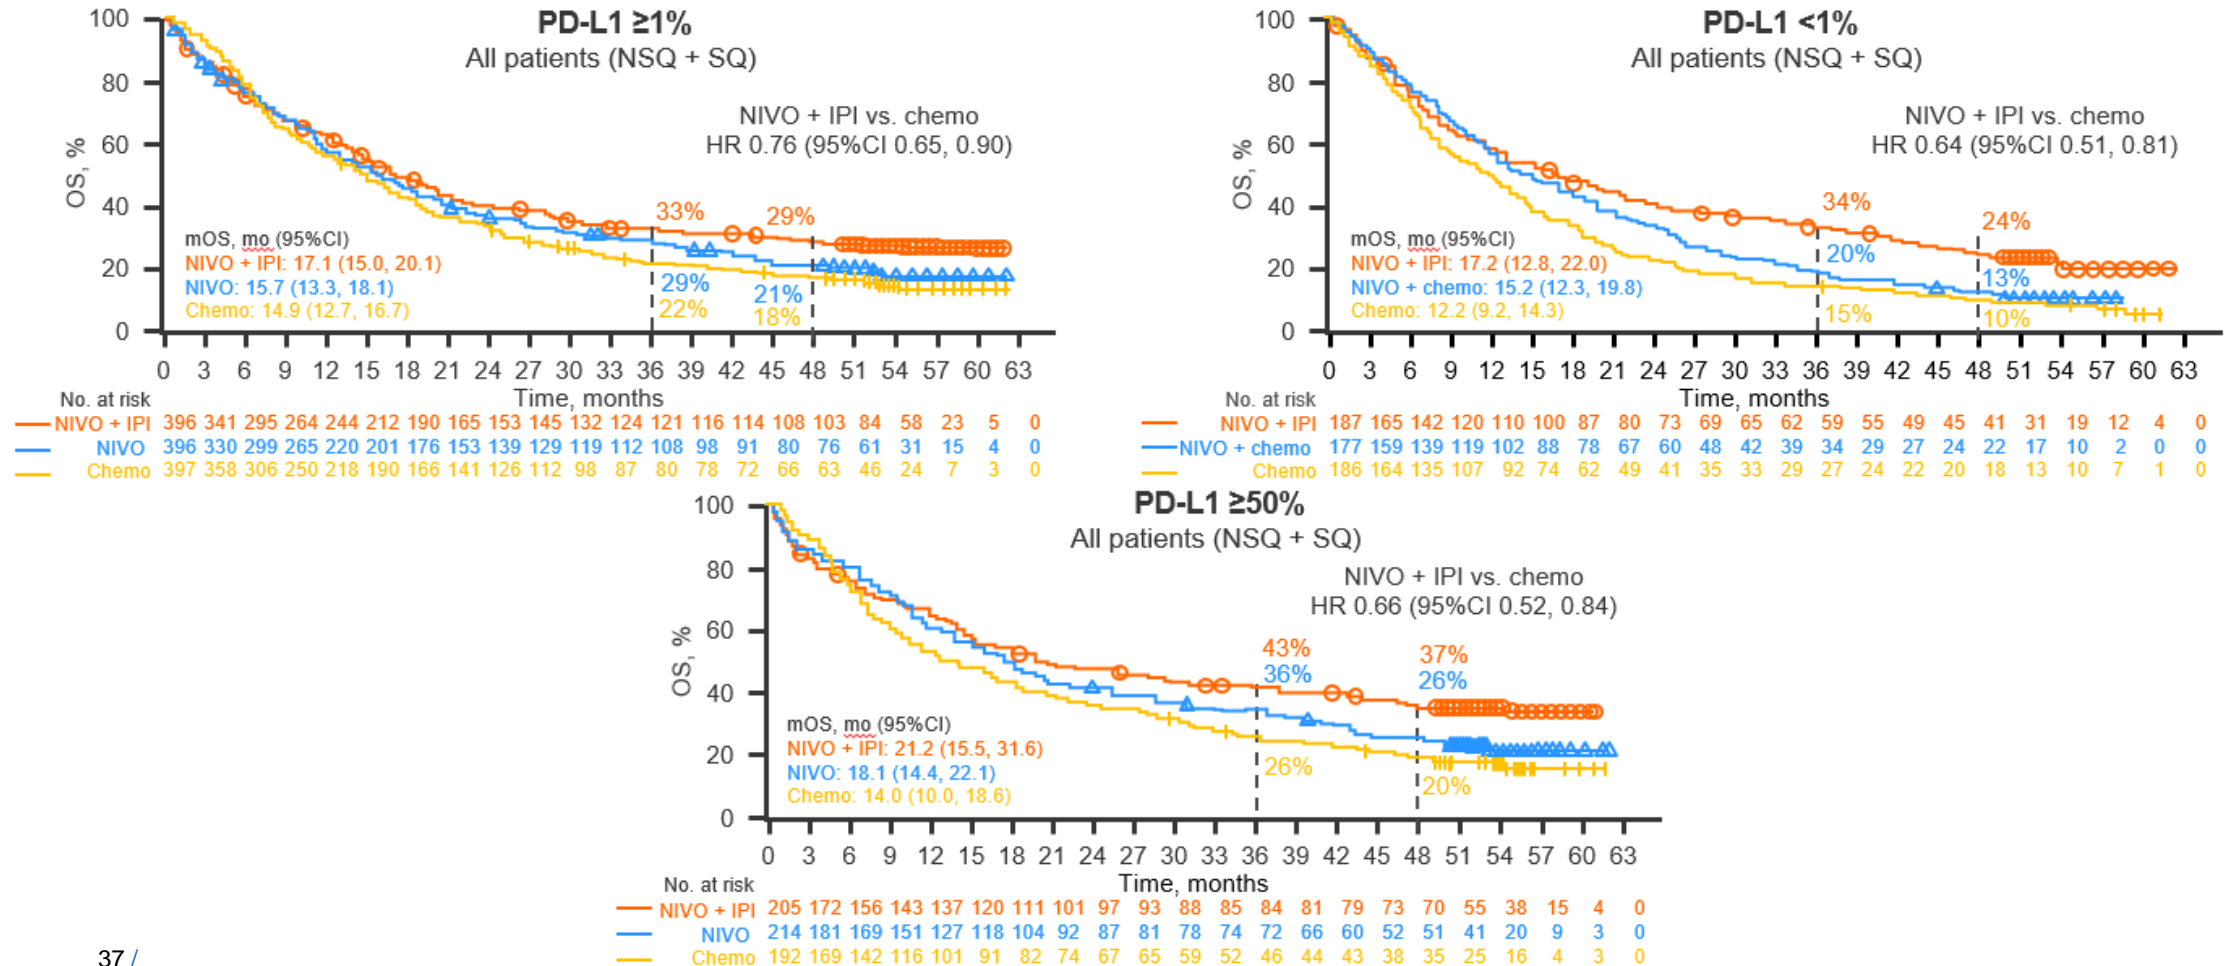 PD-L1 ≥1%
All patients (NSQ + SQ)
NIVO + IPI vs. chemo
HR 0.76 (95%CI 0.65, 0.90)
OS, %
100
80
60
40
20
0
33%
29%
29%
22%
21%
18%
mOS, mo (95%CI)
NIVO + IPI: 17.1 (15.0, 20.1)
NIVO: 15.7 (13.3, 18.1)
Chemo: 14.9 (12.7, 16.7)
0 3 6 9 12 15 18 21 24 27 30 33 36 39 42 45 48 51 54 57 60 63
Time, months
No. at risk
NIVO + IPI 396 341 295 264 244 212 190 165 153 145 132 124 121 116 114 108 103 84 58 23 5 0
NIVO 396 330 299 265 220 201 176 153 139 129 119 112 108 98 91 80 76 61 31 15 4 0
Chemo 397 358 306 250 218 190 166 141 126 112 98 87 80 78 72 66 63 46 24 7 3 0
PD-L1 <1%
All patients (NSQ + SQ)
NIVO + IPI vs. chemo
HR 0.64 (95%CI 0.51, 0.81)
OS, %
100
80
60
40
20
0
34%
24%
20%
13%
15%
10%
mOS, mo (95%CI)
NIVO + IPI: 17.2 (12.8, 22.0)
NIVO + chemo: 15.2 (12.3, 19.8)
Chemo: 12.2 (9.2, 14.3)
0 3 6 9 12 15 18 21 24 27 30 33 36 39 42 45 48 51 54 57 60 63
Time, months
No. at risk
NIVO + IPI 187 165 142 120 110 100 87 80 73 69 65 62 59 55 49 45 41 31 19 12 4 0
NIVO + chemo 177 159 139 119 102 88 78 67 60 48 42 39 34 29 27 24 22 17 10 2 0 0
Chemo 186 164 135 107 92 74 62 49 41 35 33 29 27 24 22 20 18 13 10 7 1 0
PD-L1 ≥50%
All patients (NSQ + SQ)
NIVO + IPI vs. chemo
HR 0.66 (95%CI 0.52, 0.84)
OS, %
100
80
60
40
20
0
43%
37%
36%
26%
26%
20%
mOS, mo (95%CI)
NIVO + IPI: 21.2 (15.5, 31.6)
NIVO: 18.1 (14.4, 22.1)
Chemo: 14.0 (10.0, 18.6)
0 3 6 9 12 15 18 21 24 27 30 33 36 39 42 45 48 51 54 57 60 63
Time, months
No. at risk
NIVO + IPI 205 172 156 143 137 120 111 101 97 93 88 85 84 81 79 73 70 55 38 15 4 0
NIVO 214 181 169 151 127 118 104 92 87 81 78 74 72 66 60 52 51 41 20 9 3 0
Chemo 192 169 142 116 101 91 82 74 67 65 59 52 46 44 43 38 35 25 16 4 3 0
37 /